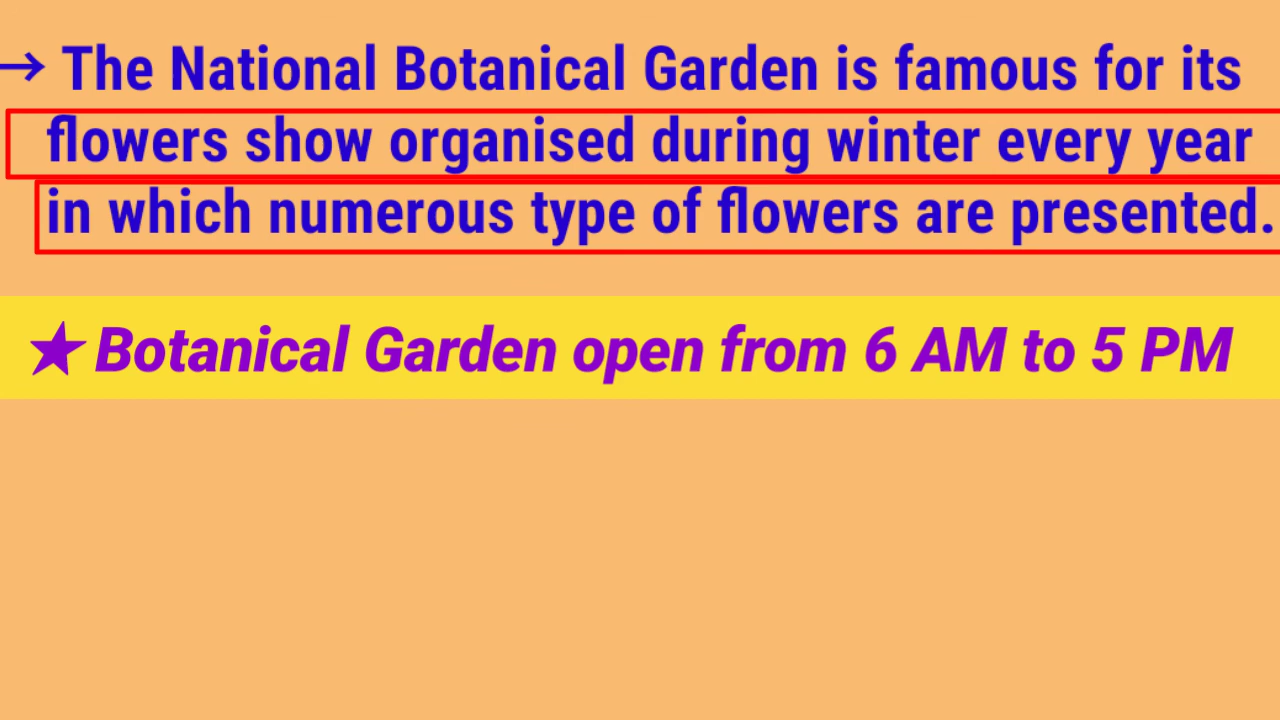 → The National Botanical Garden is famous for its
flowers show organised during winter every year
in which numerous type of flowers are presented.
★ Botanical Garden open from 6 AM to 5 PM